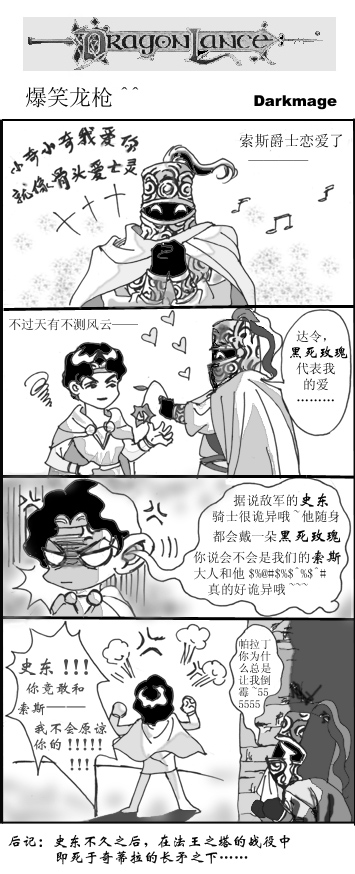 DRAGONLANCE
爆笑龙枪 ^^
Darkmage
小奇小奇我爱你
就像骨头爱亡灵
索斯爵士恋爱了
————
不过天有不测风云——
达令，
黑死玫瑰
代表我
的爱
………
据说敌军的史东
骑士很诡异哦~他随身
都会戴一朵黑死玫瑰
你说会不会是我们的索斯
大人和他 $%@#$%$^%$^#
真的好诡异哦~~~
史东！！！
你竟敢和
索斯——
我不会原谅
你的！！！！！
！！！
帕拉丁
你为什
么总是
让我倒
霉~55
55555
后记：史东不久之后，在法王之塔的战役中
即死于奇蒂拉的长矛之下……